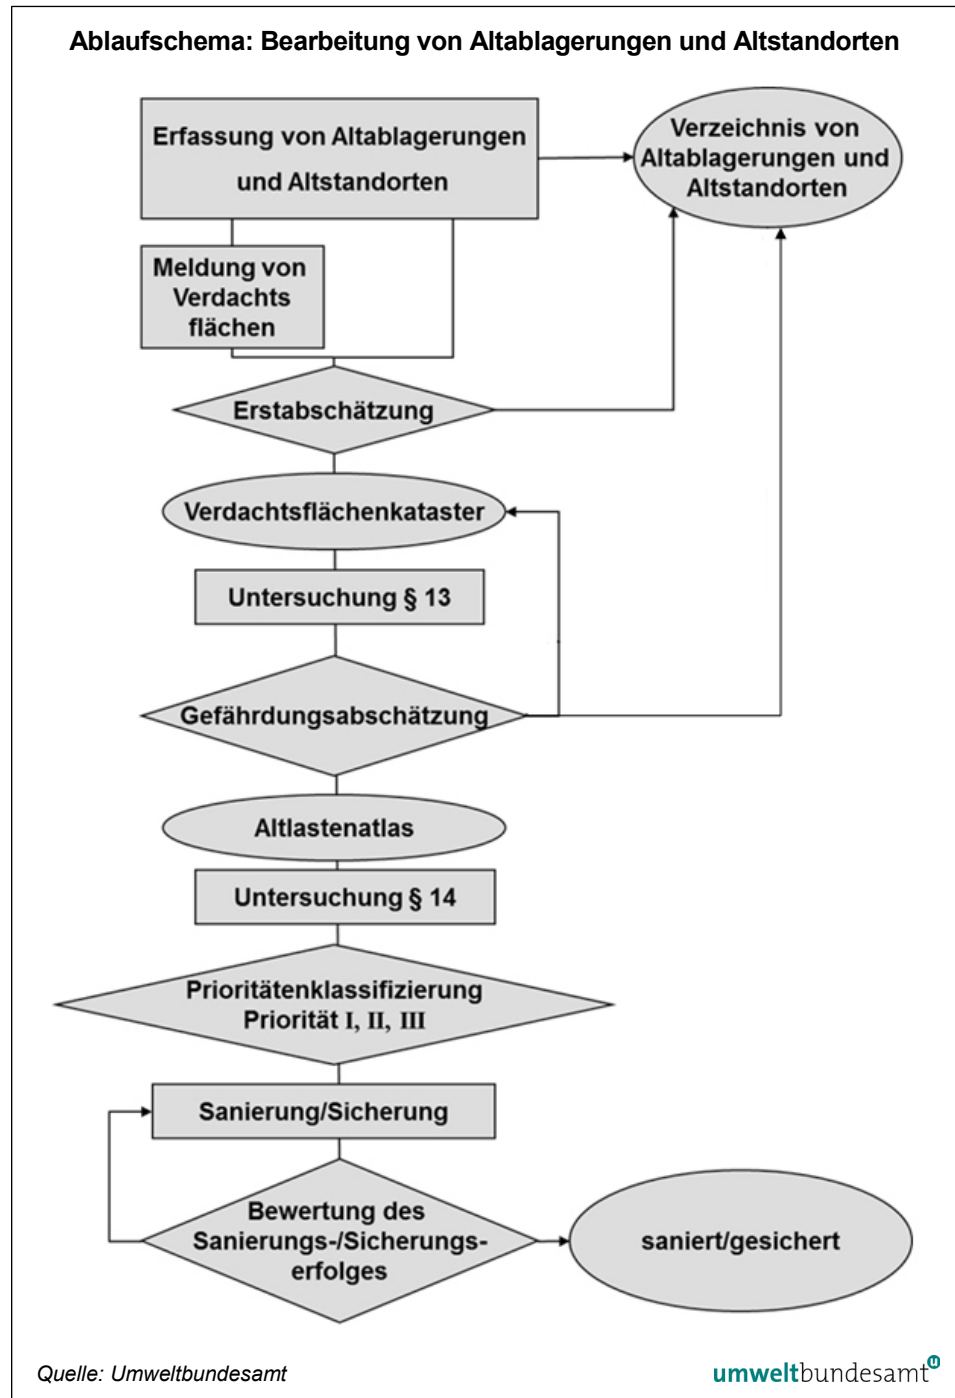 Ablaufschema: Bearbeitung von Altablagerungen und Altstandorten
Erfassung von Altablagerungen
und Altstandorten
Verzeichnis von
Altablagerungen und
Altstandorten
Meldung von
Verdachts
flächen
Erstabschätzung
Verdachtsflächenkataster
Untersuchung § 13
Gefährdungsabschätzung
Altlastenatlas
Untersuchung § 14
Prioritätenklassifizierung
Priorität I, II, III
Sanierung/Sicherung
Bewertung des
Sanierungs-/Sicherungs-
erfolges
saniert/gesichert
Quelle: Umweltbundesamt
umweltbundesamt u